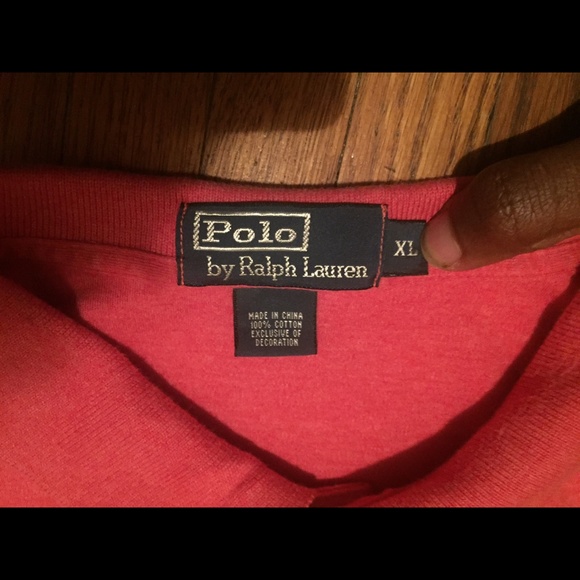 Polo
by Ralph Lauren
XL
MADE IN CHINA
100% COTTON
EXCLUSIVE OF
DECORATION